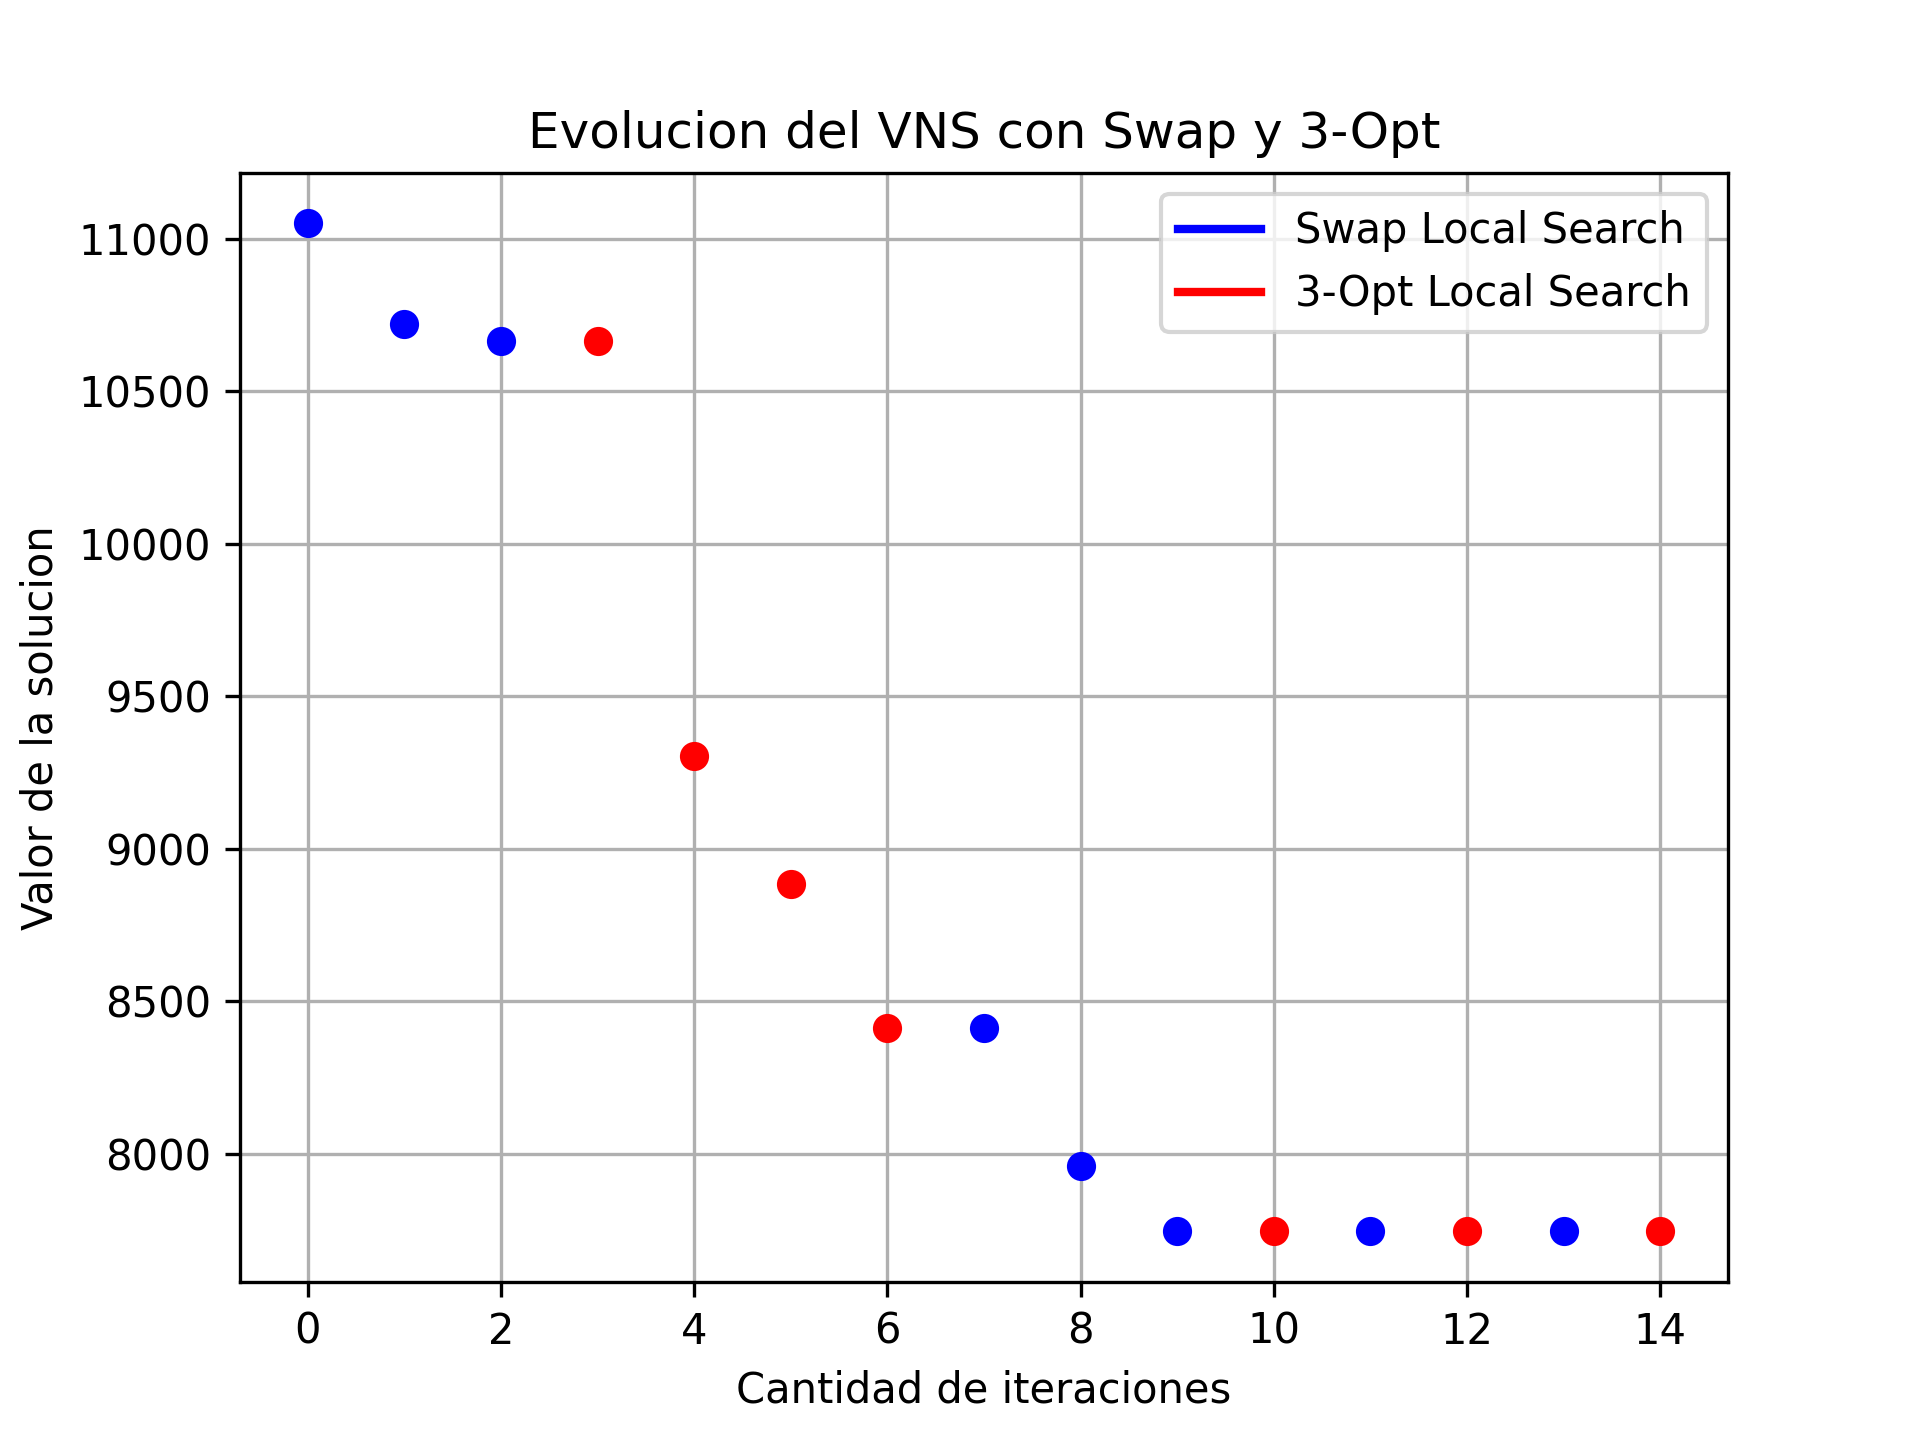 Evolucion del VNS con Swap y 3-Opt
Swap Local Search
3-Opt Local Search
Valor de la solucion
11000
10500
10000
9500
9000
8500
8000
0 2 4 6 8 10 12 14
Cantidad de iteraciones